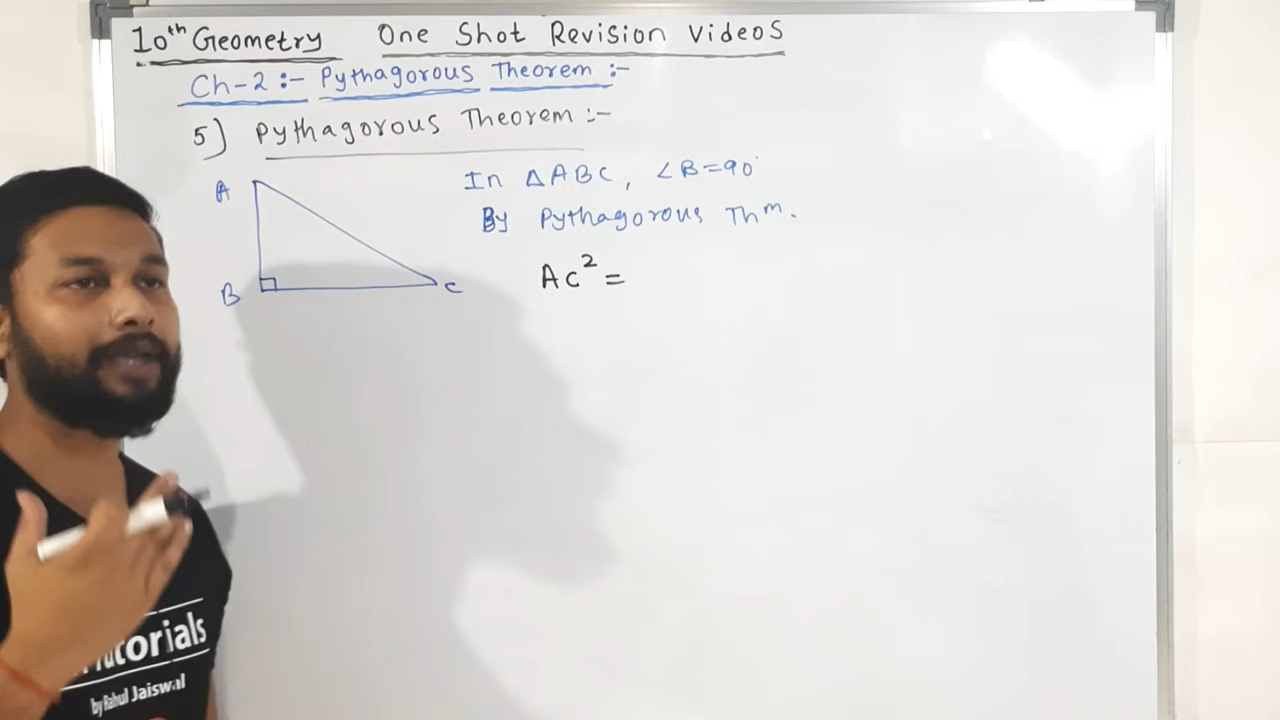 10th Geometry One Shot Revision Videos
Ch-2 :- Pythagorous Theorem :-
5) Pythagorous Theorem :-
A
B
C
In △ABC, ∠B=90°
By Pythagorous Thm.
AC² =
Tutorials
by Rahul Jaiswal